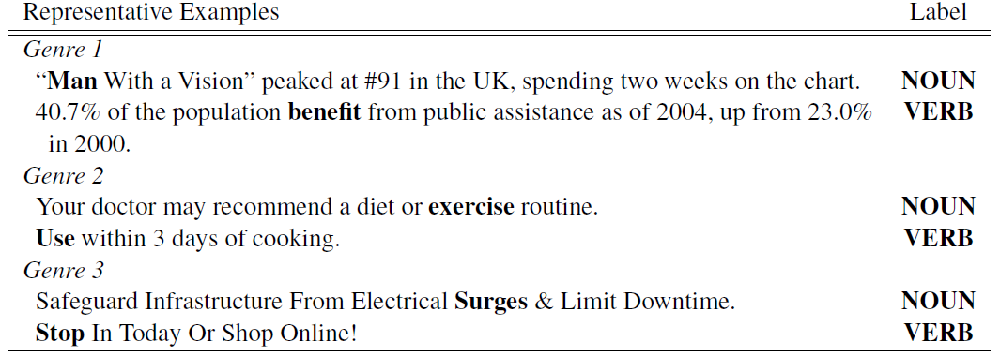 Representative Examples Label
Genre 1
“Man With a Vision” peaked at #91 in the UK, spending two weeks on the chart. NOUN
40.7% of the population benefit from public assistance as of 2004, up from 23.0% VERB
in 2000.
Genre 2
Your doctor may recommend a diet or exercise routine. NOUN
Use within 3 days of cooking. VERB
Genre 3
Safeguard Infrastructure From Electrical Surges & Limit Downtime. NOUN
Stop In Today Or Shop Online! VERB